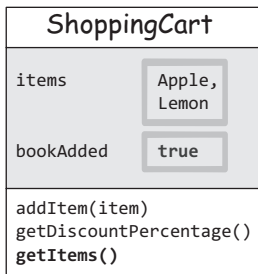 ShoppingCart
items Apple,
Lemon
bookAdded true
addItem(item)
getDiscountPercentage()
getItems()